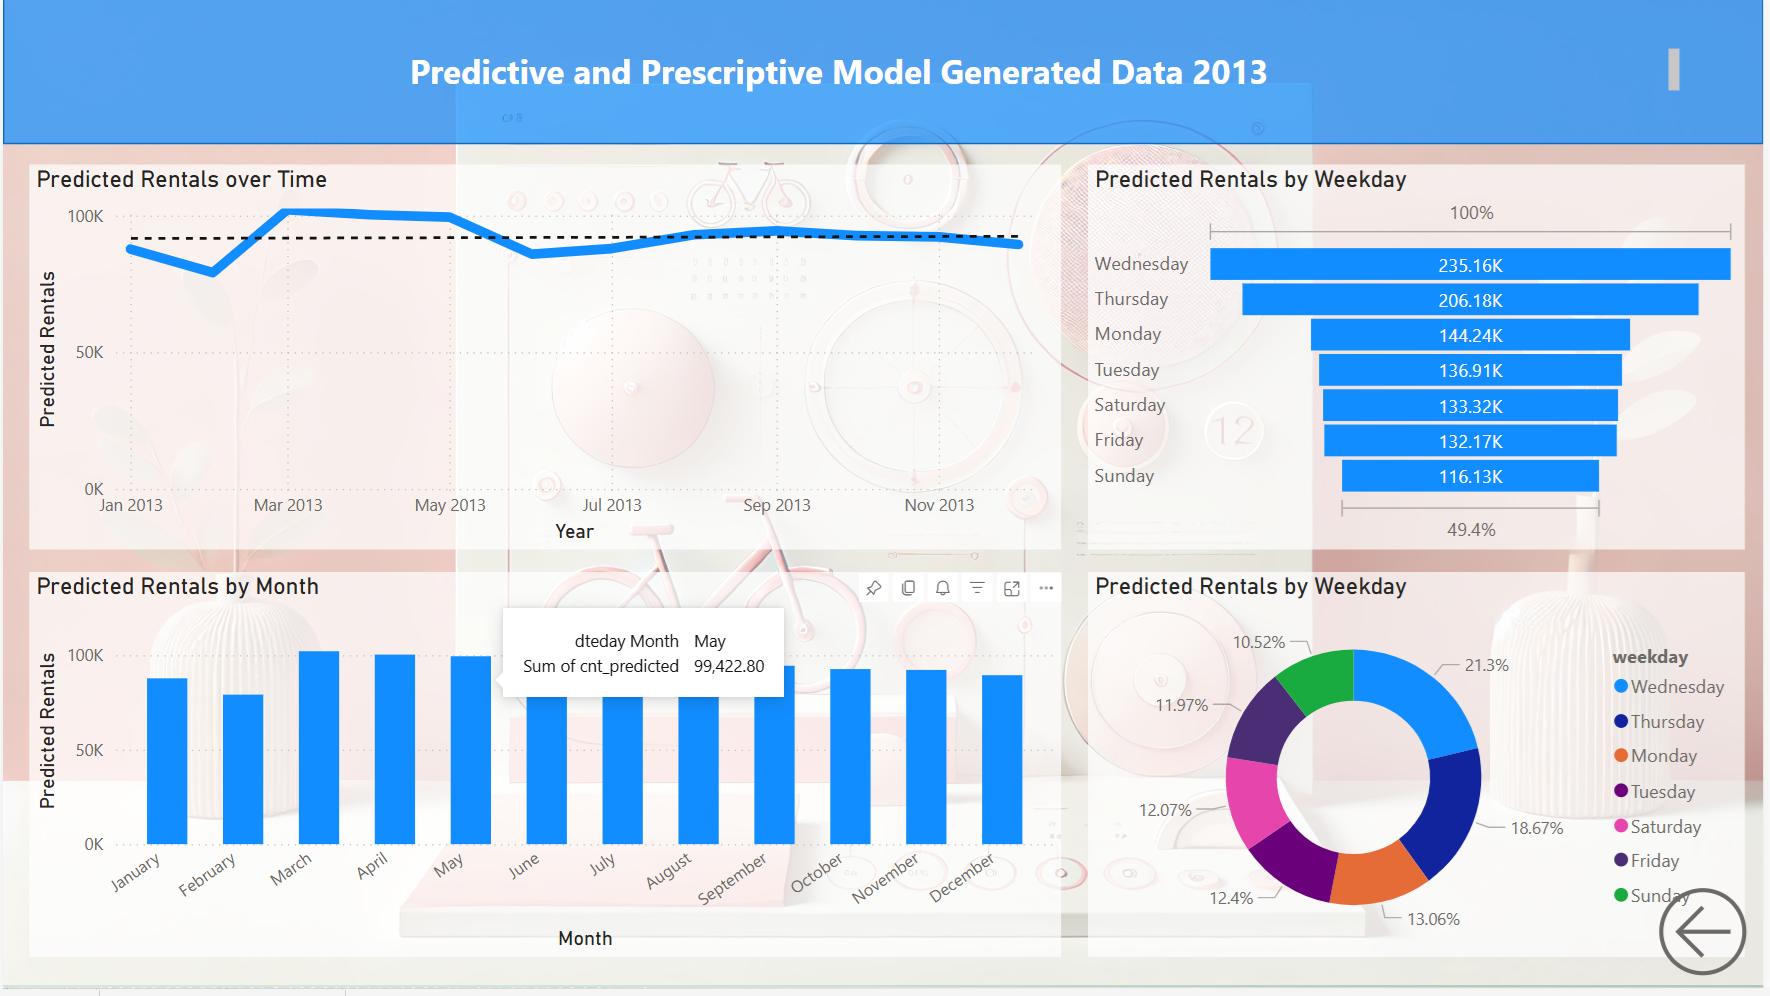 Predictive and Prescriptive Model Generated Data 2013
Predicted Rentals over Time
Predicted Rentals
100K
50K
0K
Jan 2013
Mar 2013
May 2013
Jul 2013
Sep 2013
Nov 2013
Year
Predicted Rentals by Weekday
100%
Wednesday 235.16K
Thursday 206.18K
Monday 144.24K
Tuesday 136.91K
Saturday 133.32K
Friday 132.17K
Sunday 116.13K
49.4%
12
Predicted Rentals by Month
Predicted Rentals
100K
50K
0K
dteday Month May
Sum of cnt_predicted 99,422.80
January
February
March
April
May
June
July
August
September
October
November
December
Month
Predicted Rentals by Weekday
10.52%
21.3%
11.97%
12.07%
18.67%
12.4%
13.06%
weekday
Wednesday
Thursday
Monday
Tuesday
Saturday
Friday
Sunday